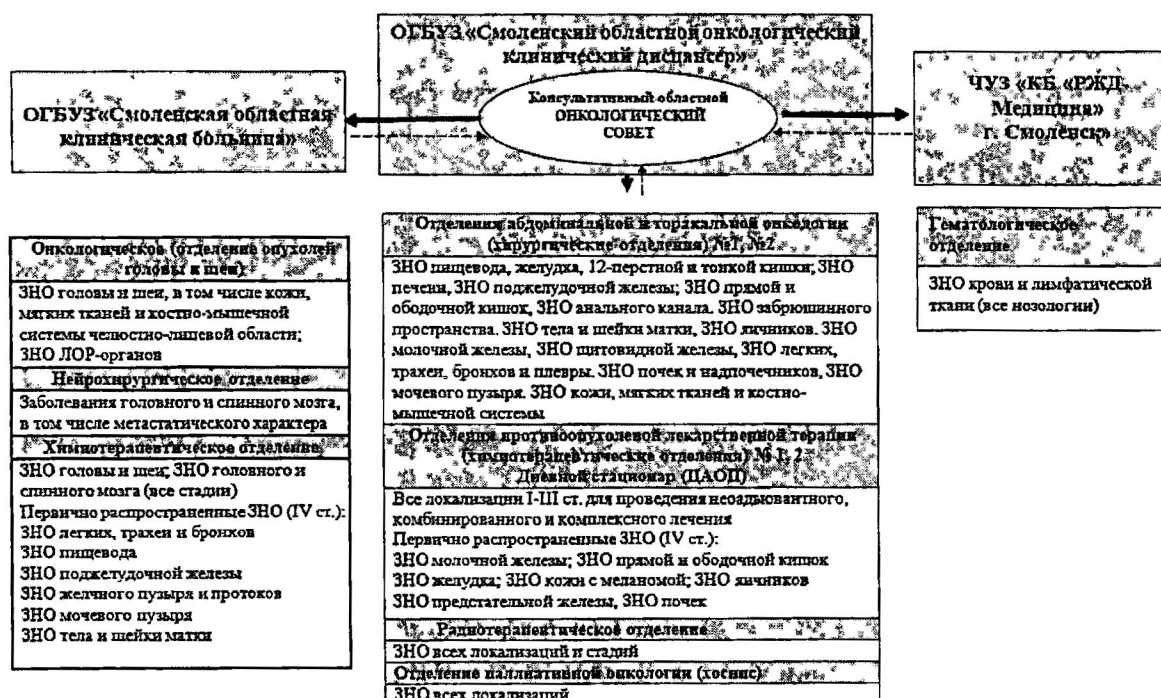 ОГБУЗ «Смоленский областной онкологический
клинический диспансер»
Консультативный областной
ОНКОЛОГИЧЕСКИЙ
СОВЕТ
ОГБУЗ «Смоленская областная
клиническая больница»
ЧУЗ «КБ «РЖД-
Медицина»
г. Смоленск»
Онкологическое (отделение опухолей
головы и шеи)
ЗНО головы и шеи, в том числе кожи,
мягких тканей и костно-мышечной
системы челюстно-лицевой области;
ЗНО ЛОР-органов
Нейрохирургическое отделение
Заболевания головного и спинного мозга,
в том числе метастатического характера
Химиотерапевтическое отделение
ЗНО головы и шеи; ЗНО головного и
спинного мозга (все стадии)
Первично распространенные ЗНО (IV ст.):
ЗНО легких, трахеи и бронхов
ЗНО пищевода
ЗНО поджелудочной железы
ЗНО желчного пузыря и протоков
ЗНО мочевого пузыря
ЗНО тела и шейки матки
Отделения абдоминальной и торакальной онкологии
(хирургические отделения) №1, №2
ЗНО пищевода, желудка, 12-перстной и тонкой кишки; ЗНО
печени, ЗНО поджелудочной железы; ЗНО прямой и
ободочной кишок, ЗНО анального канала. ЗНО забрюшинного
пространства. ЗНО тела и шейки матки, ЗНО яичников. ЗНО
молочной железы, ЗНО щитовидной железы, ЗНО легких,
трахеи, бронхов и плевры. ЗНО почек и надпочечников, ЗНО
мочевого пузыря. ЗНО кожи, мягких тканей и костно-
мышечной системы
Отделения противоопухолевой лекарственной терапии
(химиотерапевтические отделения) № 1, 2
Дневной стационар (ЦАОП)
Все локализации I-III ст. для проведения неоадъювантного,
комбинированного и комплексного лечения
Первично распространенные ЗНО (IV ст.):
ЗНО молочной железы; ЗНО прямой и ободочной кишок
ЗНО желудка; ЗНО кожи с меланомой; ЗНО яичников
ЗНО предстательной железы, ЗНО почек
Радиотерапевтическое отделение
ЗНО всех локализаций и стадий
Отделение паллиативной онкологии (хоспис)
ЗНО всех локализаций
Гематологическое
отделение
ЗНО крови и лимфатической
ткани (все нозологии)